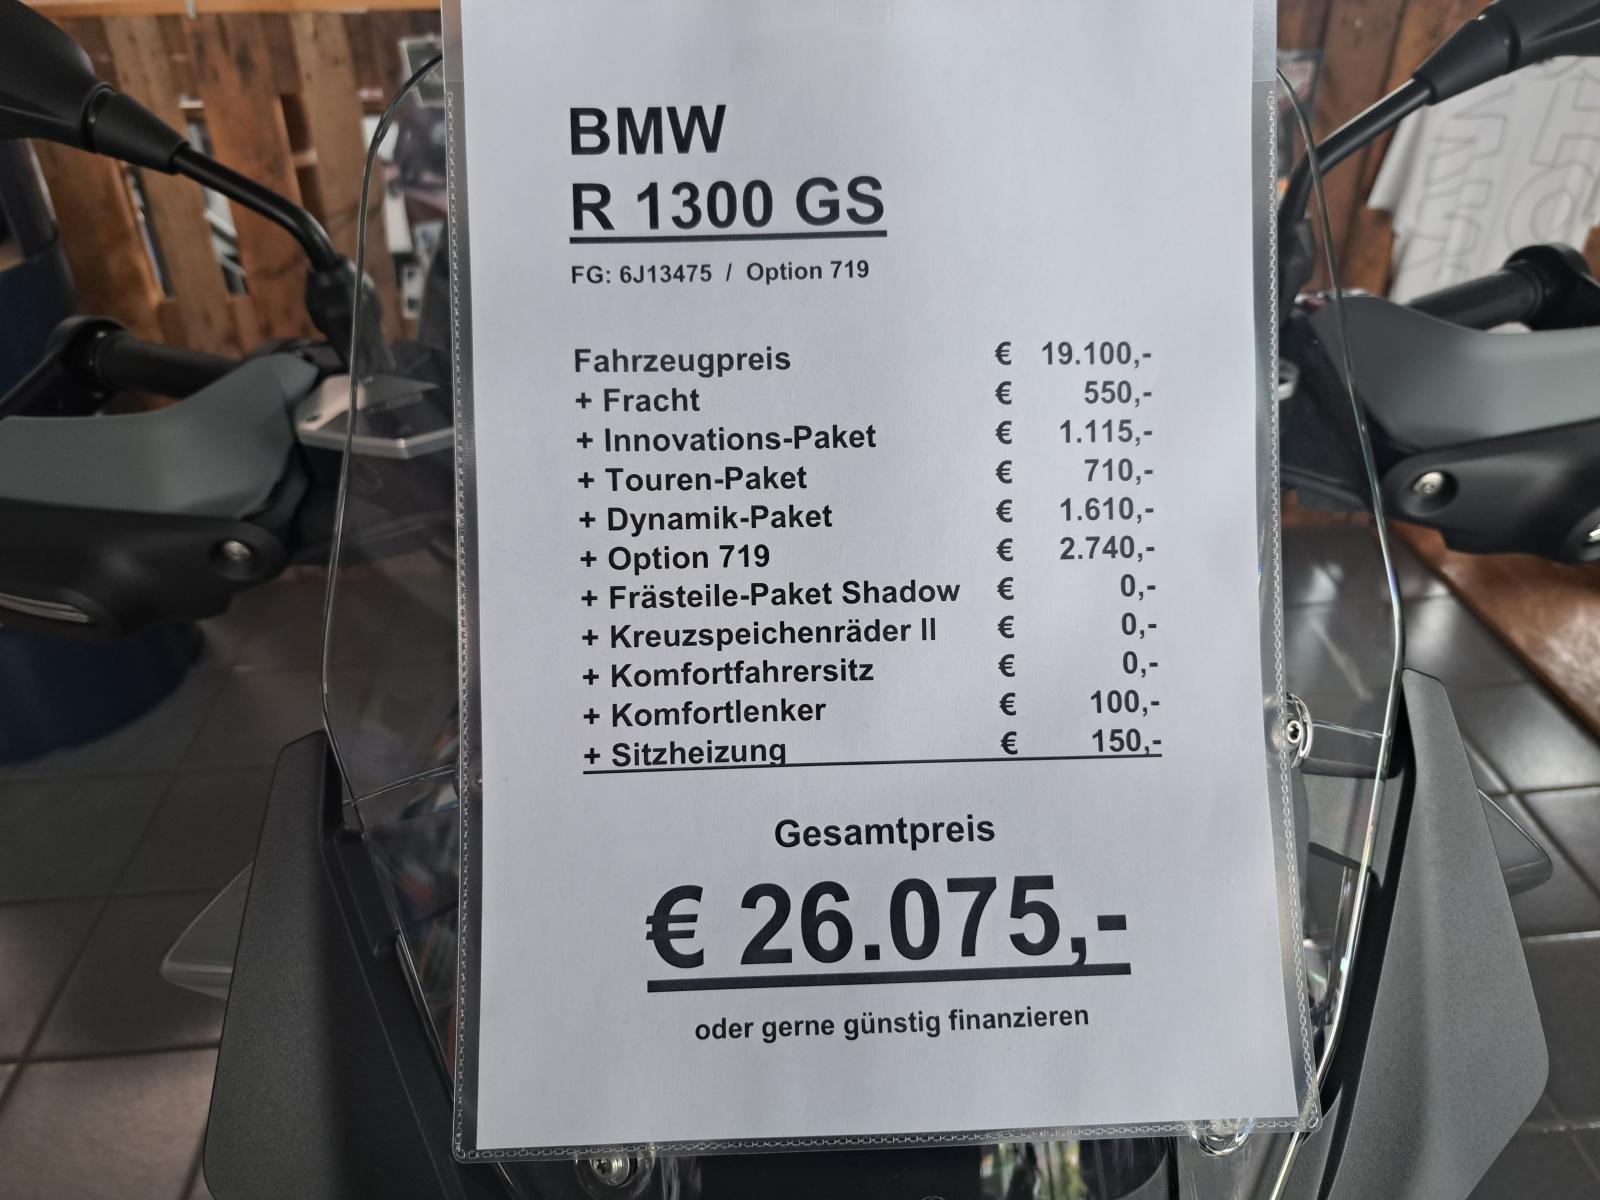 BMW
R 1300 GS
FG: 6J13475 / Option 719
Fahrzeugpreis € 19.100,-
+ Fracht € 550,-
+ Innovations-Paket € 1.115,-
+ Touren-Paket € 710,-
+ Dynamik-Paket € 1.610,-
+ Option 719 € 2.740,-
+ Frästeile-Paket Shadow € 0,-
+ Kreuzspeichenräder II € 0,-
+ Komfortfahrersitz € 0,-
+ Komfortlenker € 100,-
+ Sitzheizung € 150,-
Gesamtpreis
€ 26.075,-
oder gerne günstig finanzieren